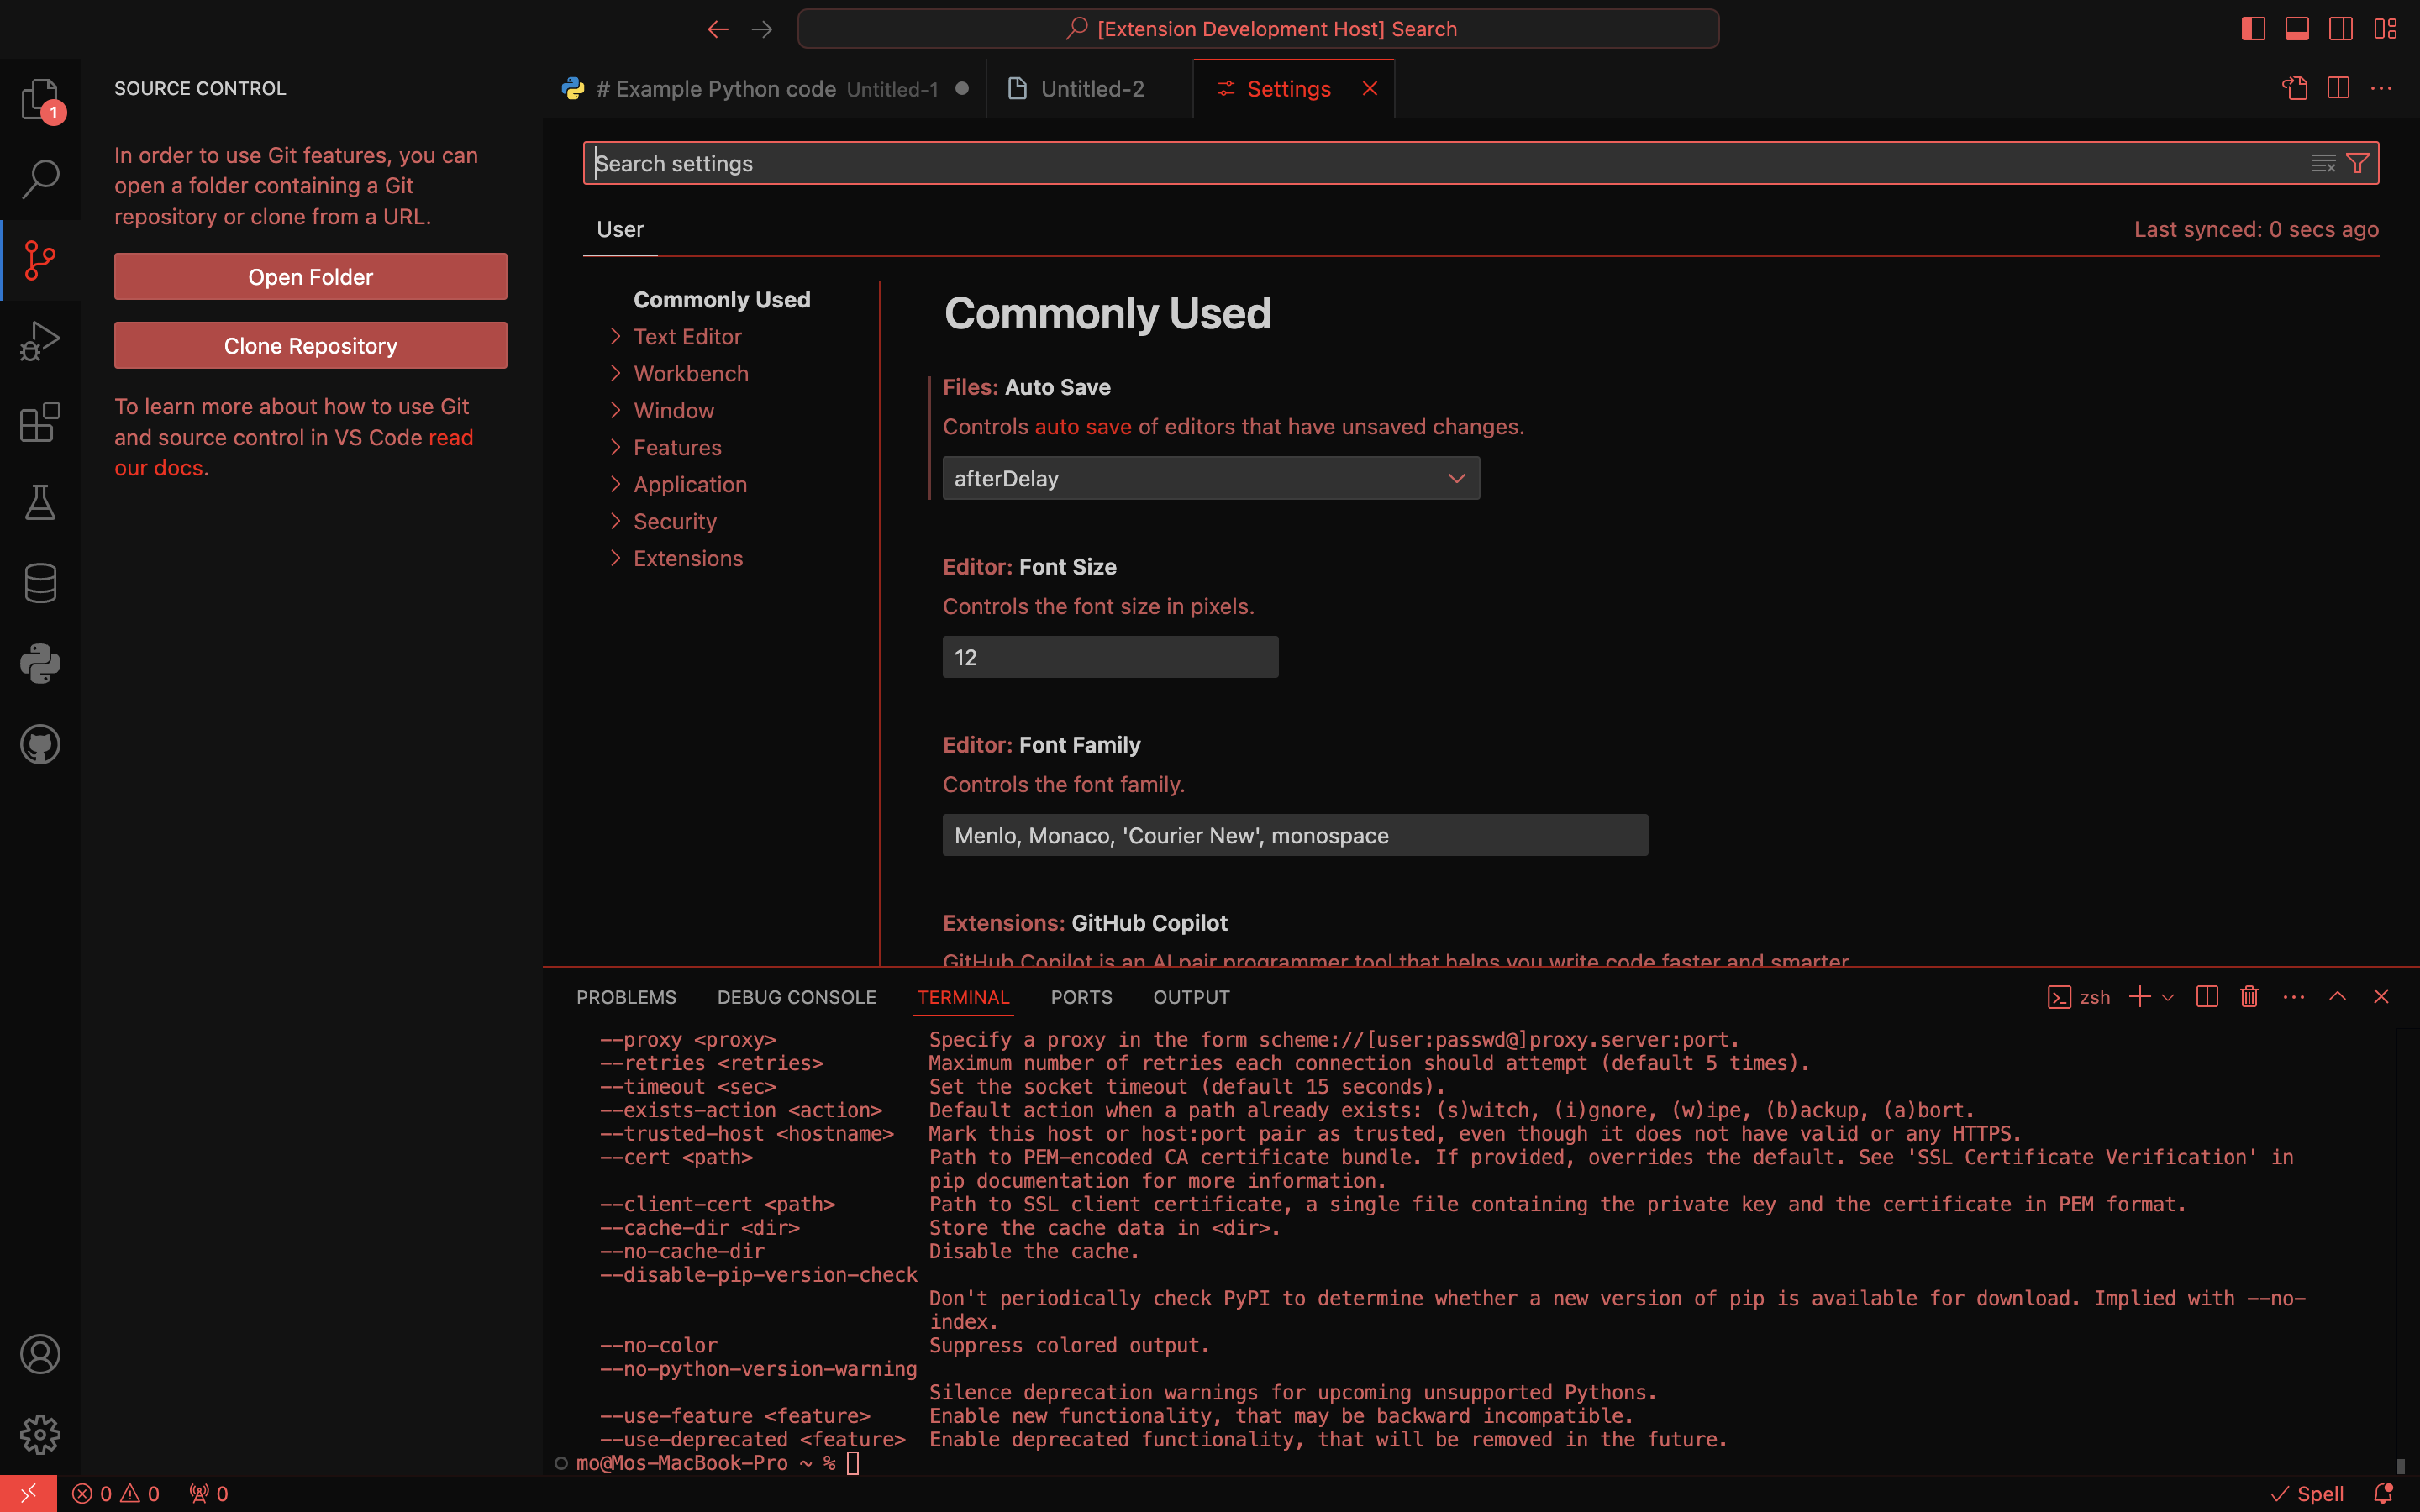 [Extension Development Host] Search
1
SOURCE CONTROL
In order to use Git features, you can
open a folder containing a Git
repository or clone from a URL.
Open Folder
Clone Repository
To learn more about how to use Git
and source control in VS Code read
our docs.
# Example Python code Untitled-1
Untitled-2
Settings
Search settings
User
Last synced: 0 secs ago
Commonly Used
Text Editor
Workbench
Window
Features
Application
Security
Extensions
Commonly Used
Files: Auto Save
Controls auto save of editors that have unsaved changes.
afterDelay
Editor: Font Size
Controls the font size in pixels.
12
Editor: Font Family
Controls the font family.
Menlo, Monaco, 'Courier New', monospace
Extensions: GitHub Copilot
GitHub Copilot is an AI pair programmer tool that helps you write code faster and smarter
PROBLEMS DEBUG CONSOLE TERMINAL PORTS OUTPUT
zsh
--proxy <proxy> Specify a proxy in the form scheme://[user:passwd@]proxy.server:port.
--retries <retries> Maximum number of retries each connection should attempt (default 5 times).
--timeout <sec> Set the socket timeout (default 15 seconds).
--exists-action <action> Default action when a path already exists: (s)witch, (i)gnore, (w)ipe, (b)ackup, (a)bort.
--trusted-host <hostname> Mark this host or host:port pair as trusted, even though it does not have valid or any HTTPS.
--cert <path> Path to PEM-encoded CA certificate bundle. If provided, overrides the default. See 'SSL Certificate Verification' in
pip documentation for more information.
--client-cert <path> Path to SSL client certificate, a single file containing the private key and the certificate in PEM format.
--cache-dir <dir> Store the cache data in <dir>.
--no-cache-dir Disable the cache.
--disable-pip-version-check
Don't periodically check PyPI to determine whether a new version of pip is available for download. Implied with --no-
index.
--no-color Suppress colored output.
--no-python-version-warning
Silence deprecation warnings for upcoming unsupported Pythons.
--use-feature <feature> Enable new functionality, that may be backward incompatible.
--use-deprecated <feature> Enable deprecated functionality, that will be removed in the future.
mo@Mos-MacBook-Pro ~ %
0 0 0
Spell